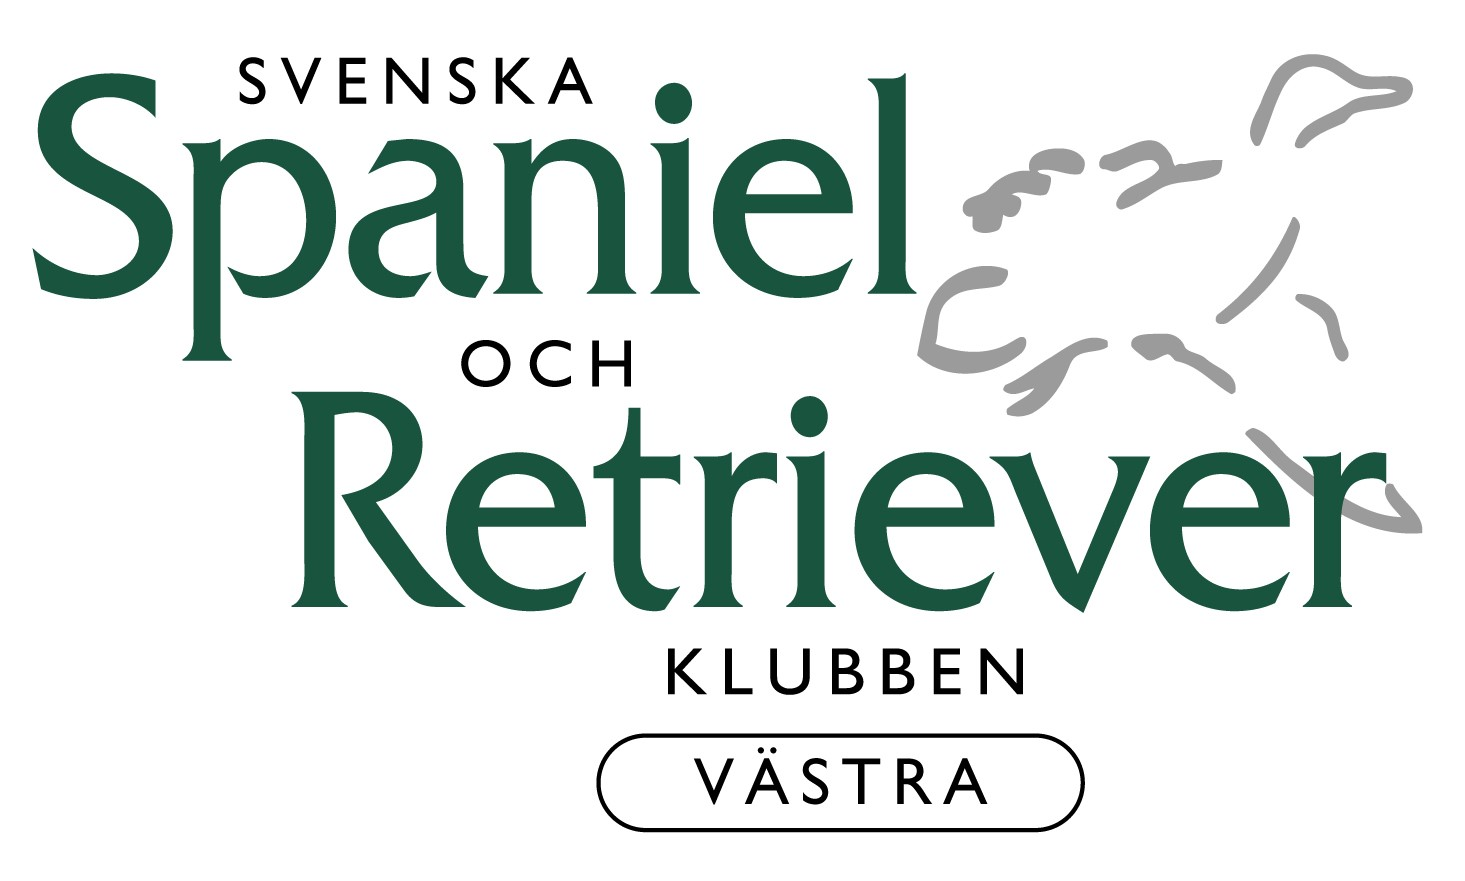 SVENSKA
Spaniel
OCH
Retriever
KLUBBEN
VÄSTRA